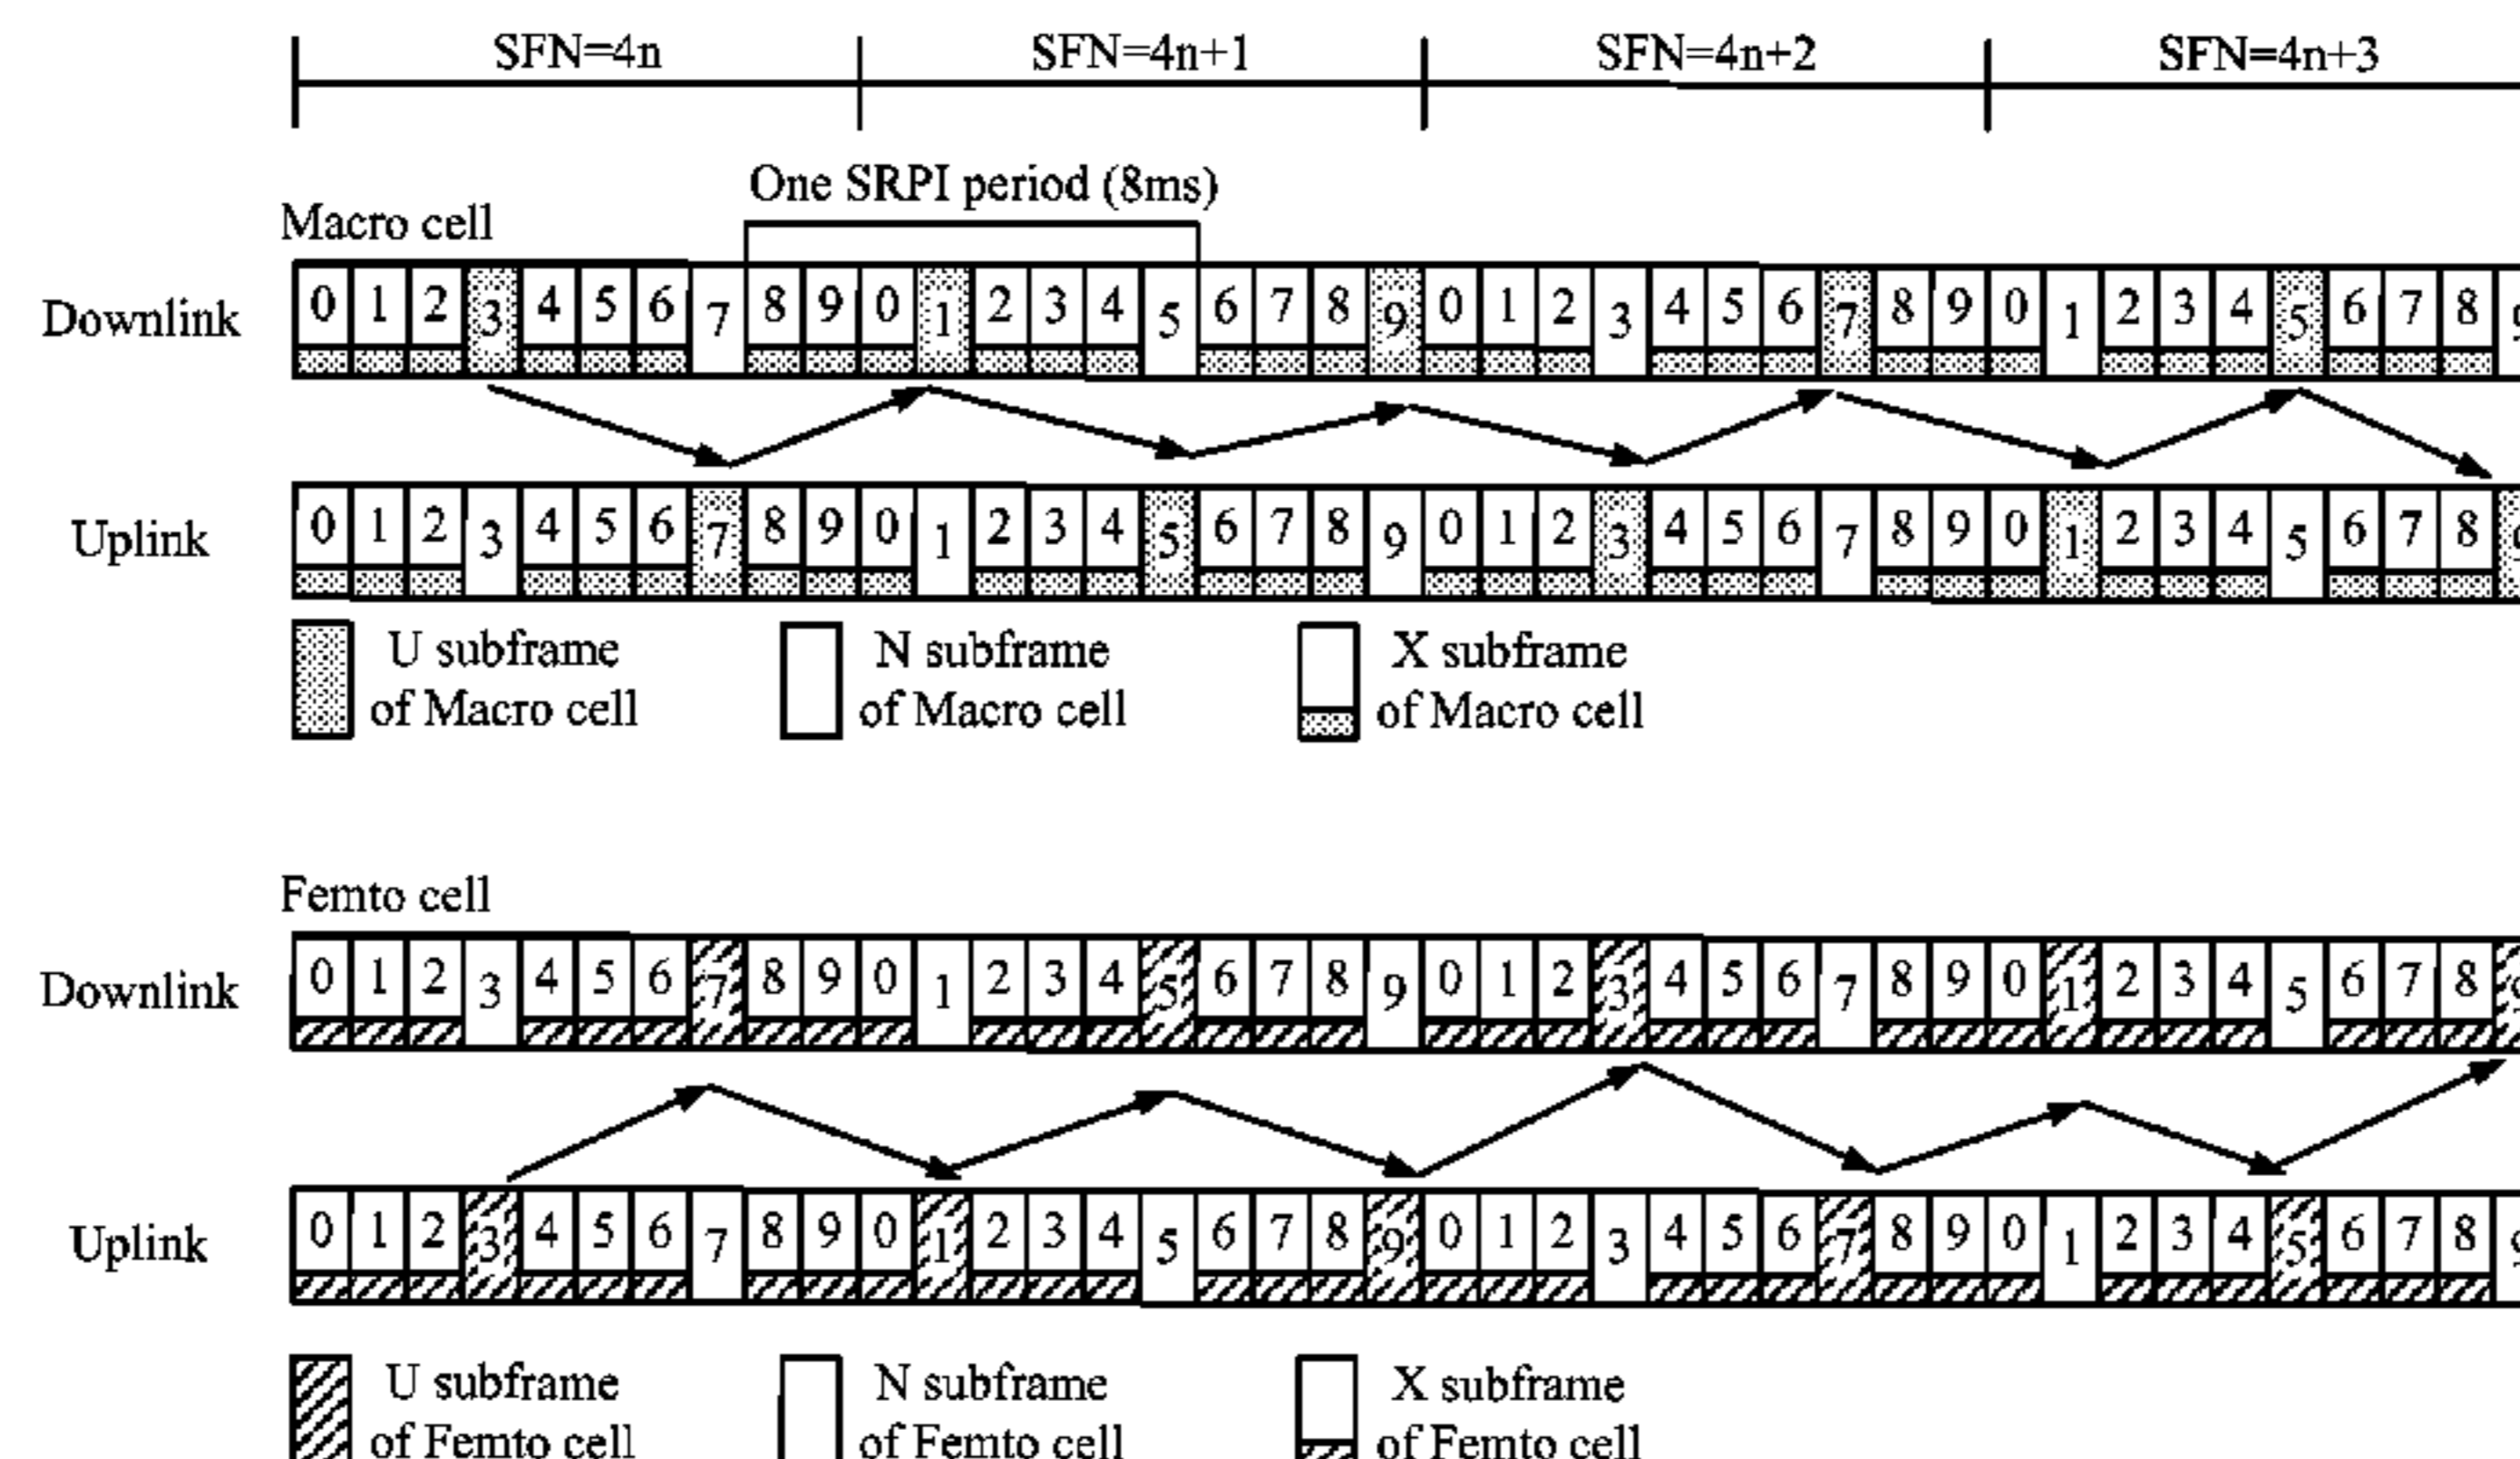 SFN=4n SFN=4n+1 SFN=4n+2 SFN=4n+3
One SRPI period (8ms)
Macro cell
Downlink 0 1 2 3 4 5 6 7 8 9 0 1 2 3 4 5 6 7 8 9 0 1 2 3 4 5 6 7 8 9 0 1 2 3 4 5 6 7 8 9
Uplink 0 1 2 3 4 5 6 7 8 9 0 1 2 3 4 5 6 7 8 9 0 1 2 3 4 5 6 7 8 9 0 1 2 3 4 5 6 7 8 9
U subframe N subframe X subframe
of Macro cell of Macro cell of Macro cell
Femto cell
Downlink 0 1 2 3 4 5 6 7 8 9 0 1 2 3 4 5 6 7 8 9 0 1 2 3 4 5 6 7 8 9 0 1 2 3 4 5 6 7 8 9
Uplink 0 1 2 3 4 5 6 7 8 9 0 1 2 3 4 5 6 7 8 9 0 1 2 3 4 5 6 7 8 9 0 1 2 3 4 5 6 7 8 9
U subframe N subframe X subframe
of Femto cell of Femto cell of Femto cell